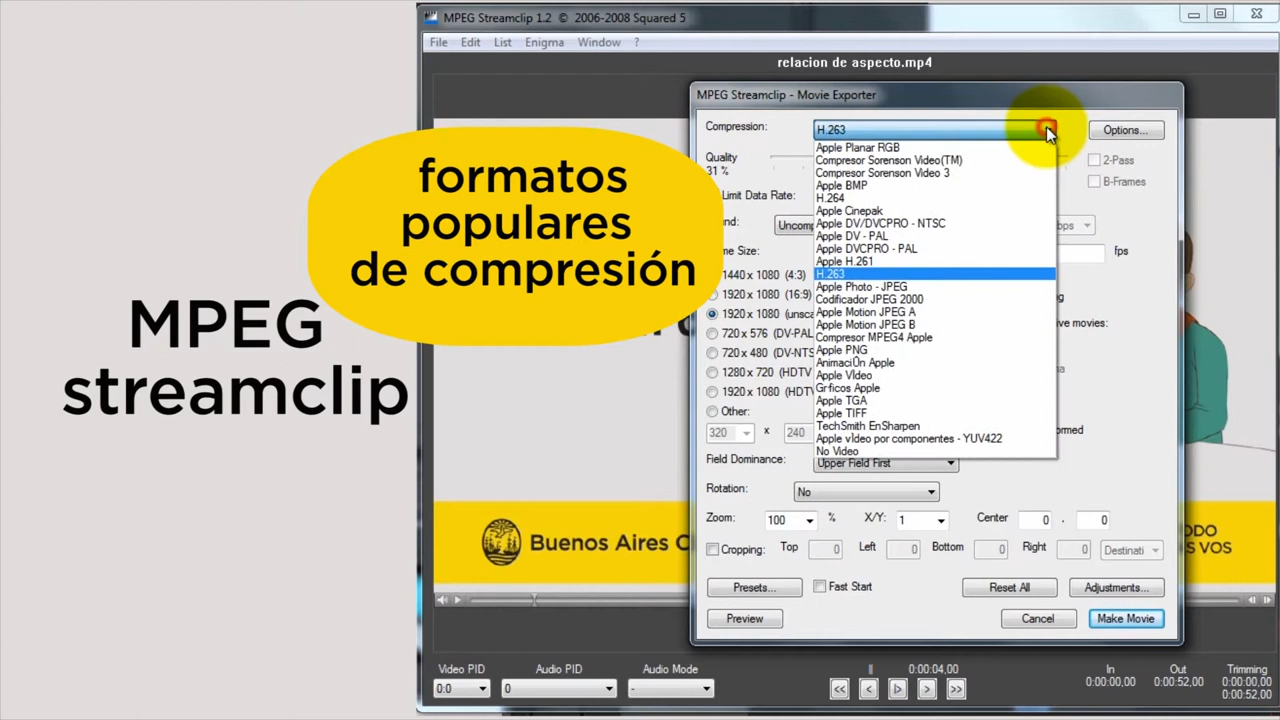 MPEG Streamclip 1.2 © 2006-2008 Squared 5
File Edit List Enigma Window ?
relacion de aspecto.mp4
MPEG Streamclip - Movie Exporter
Compression:
H.263
Options...
Apple Planar RGB
Compresor Sorenson Video(TM)
Compresor Sorenson Video 3
Apple BMP
H.264
Apple Cinepak
Apple DV/DVCPRO - NTSC
Apple DV - PAL
Apple DVCPRO - PAL
Apple H.261
H.263
Apple Photo - JPEG
Codificador JPEG 2000
Apple Motion JPEG A
Apple Motion JPEG B
Compresor MPEG4 Apple
Apple PNG
AnimaciÛn Apple
Apple VÌdeo
Gr·ficos Apple
Apple TGA
Apple TIFF
TechSmith EnSharpen
Apple vÌdeo por componentes - YUV422
No Video
Quality
31 %
2-Pass
B-Frames
Limit Data Rate:
Uncomp
bps
fps
me Size:
1440 x 1080 (4:3)
1920 x 1080 (16:9)
1920 x 1080 (unsca
720 x 576 (DV-PAL
720 x 480 (DV-NTS
1280 x 720 (HDTV
1920 x 1080 (HDTV
Other:
320 x 240
ve movies:
Field Dominance: Upper Field First
Rotation: No
Zoom: 100 % X/Y: 1 Center 0 , 0
Cropping: Top 0 Left 0 Bottom 0 Right 0 Destinati
Presets... Fast Start Reset All Adjustments...
Preview Cancel Make Movie
formatos
populares
de compresión
MPEG
streamclip
Buenos Aires C
ODO
S VOS
Video PID Audio PID Audio Mode
0:0 0 -
0:00:04,00
In Out Trimming
0:00:00,00 0:00:52,00 0:00:00,0
0:00:52,0